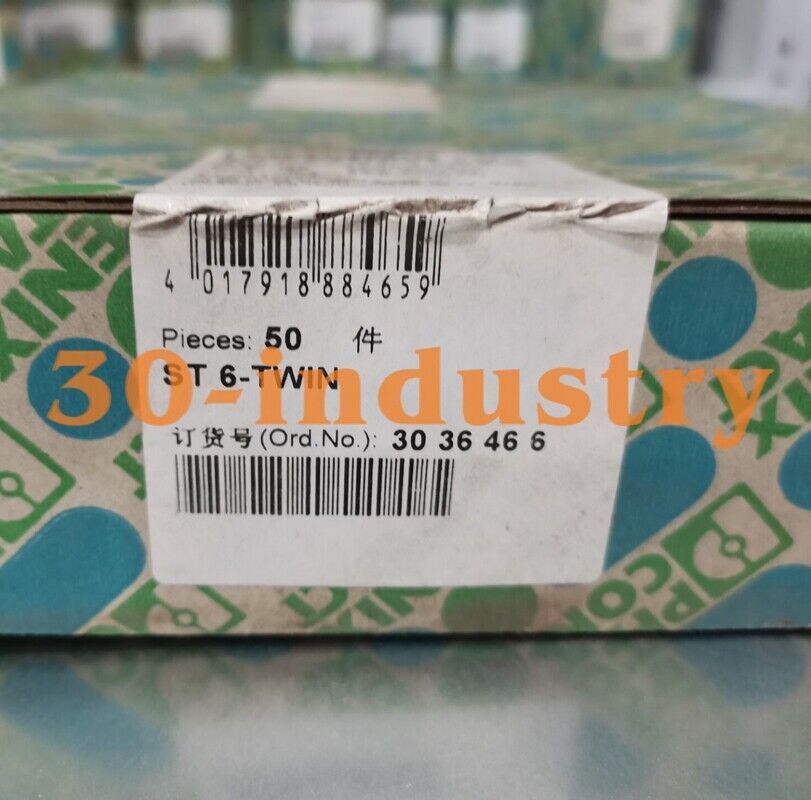 4 017918 884659
Pieces: 50 件
ST 6-TWIN
30-industry
订货号(Ord.No.): 30 36 46 6